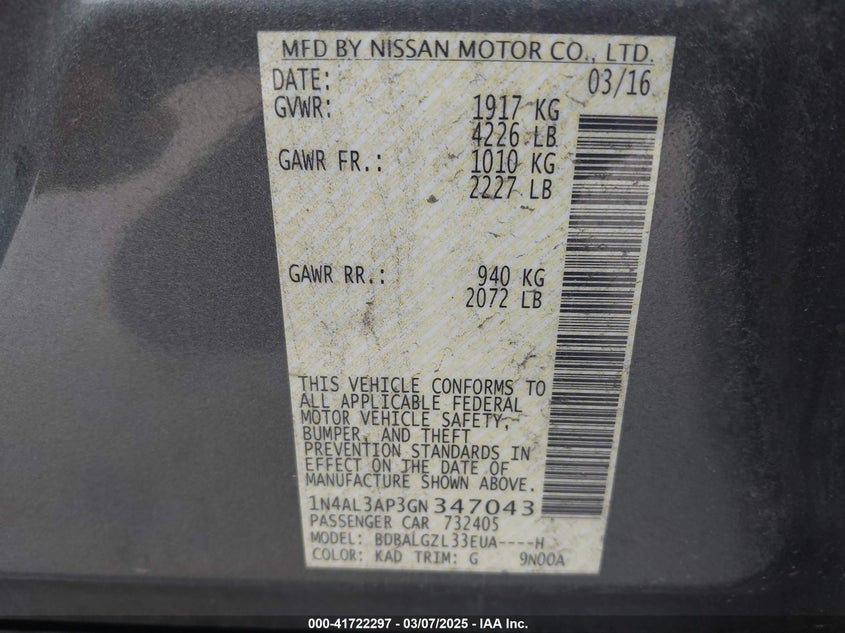 MFD BY NISSAN MOTOR CO., LTD.
DATE: 03/16
GVWR: 1917 KG
4226 LB
GAWR FR.: 1010 KG
2227 LB
GAWR RR.: 940 KG
2072 LB
THIS VEHICLE CONFORMS TO
ALL APPLICABLE FEDERAL
MOTOR VEHICLE SAFETY,
BUMPER, AND THEFT
PREVENTION STANDARDS IN
EFFECT ON THE DATE OF
MANUFACTURE SHOWN ABOVE.
1N4AL3AP3GN347043
PASSENGER CAR 732405
MODEL: BDBALGZL33EUA----H
COLOR: KAD TRIM: G 9N00A
000-41722297 - 03/07/2025 - IAA Inc.